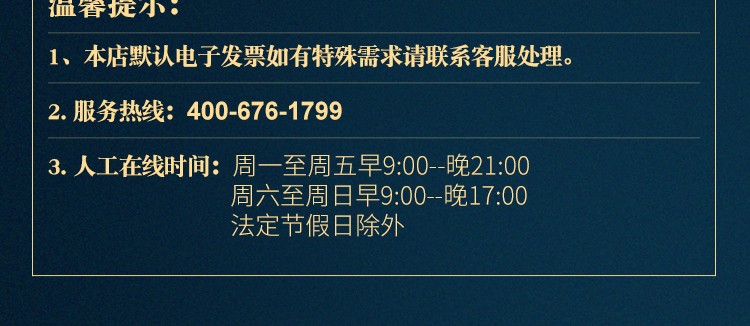 温馨提示：
1、本店默认电子发票如有特殊需求请联系客服处理。
2. 服务热线：400-676-1799
3. 人工在线时间：周一至周五早9:00--晚21:00
周六至周日早9:00--晚17:00
法定节假日除外